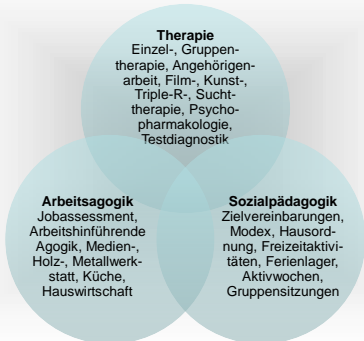 Therapie
Einzel-, Gruppen-
therapie, Angehörigen-
arbeit, Film-, Kunst-,
Triple-R-, Sucht-
therapie, Psycho-
pharmakologie,
Testdiagnostik
Arbeitsagogik
Jobassessment,
Arbeitshinführende
Agogik, Medien-,
Holz-, Metallwerk-
statt, Küche,
Hauswirtschaft
Sozialpädagogik
Zielvereinbarungen,
Modex, Hausord-
nung, Freizeitaktivi-
täten, Ferienlager,
Aktivwochen,
Gruppensitzungen